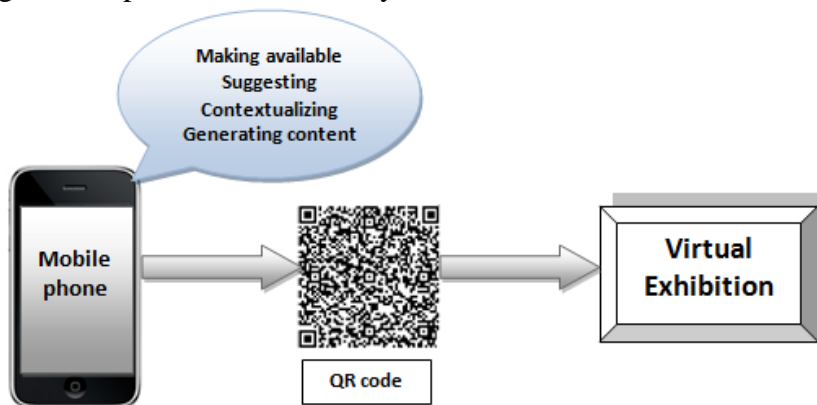 Making available
Suggesting
Contextualizing
Generating content
Mobile
phone
Virtual
Exhibition
QR code